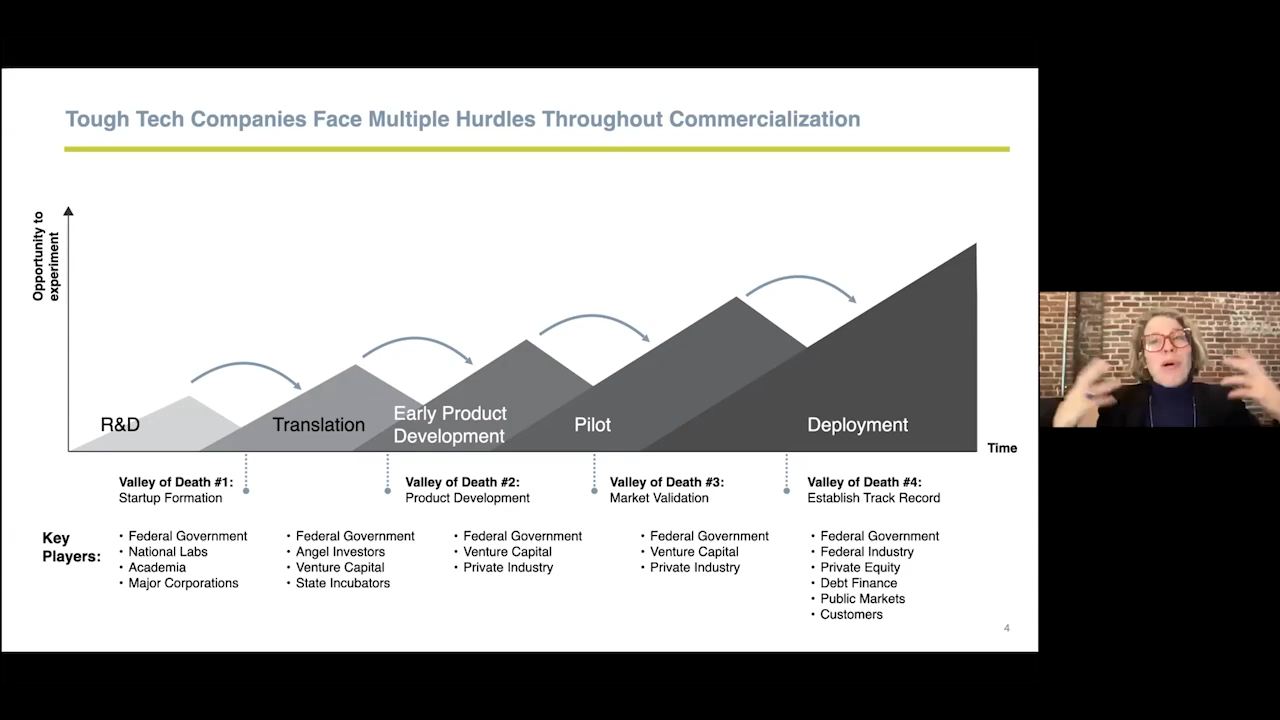 Tough Tech Companies Face Multiple Hurdles Throughout Commercialization
Opportunity to
experiment
R&D
Translation
Early Product
Development
Pilot
Deployment
Time
Valley of Death #1:
Startup Formation
Valley of Death #2:
Product Development
Valley of Death #3:
Market Validation
Valley of Death #4:
Establish Track Record
Key
Players:
• Federal Government
• National Labs
• Academia
• Major Corporations
• Federal Government
• Angel Investors
• Venture Capital
• State Incubators
• Federal Government
• Venture Capital
• Private Industry
• Federal Government
• Venture Capital
• Private Industry
• Federal Government
• Federal Industry
• Private Equity
• Debt Finance
• Public Markets
• Customers
4